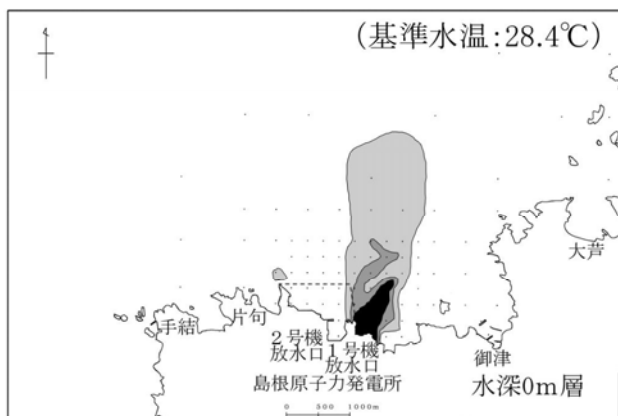 (基準水温:28.4℃)
大芦
手結
片句
2号機
放水口
1号機
放水口
御津
島根原子力発電所
水深0m層
0 500 1000m